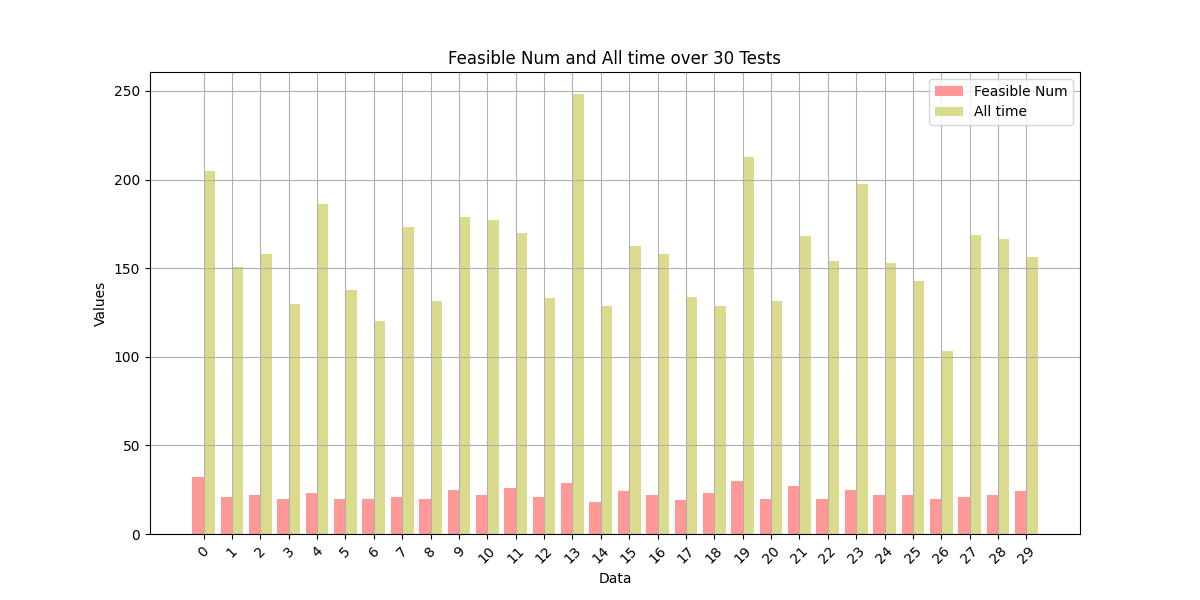 Feasible Num and All time over 30 Tests
Feasible Num
All time
250
200
150
100
50
0
Values
0 1 2 3 4 5 6 7 8 9 10 11 12 13 14 15 16 17 18 19 20 21 22 23 24 25 26 27 28 29
Data